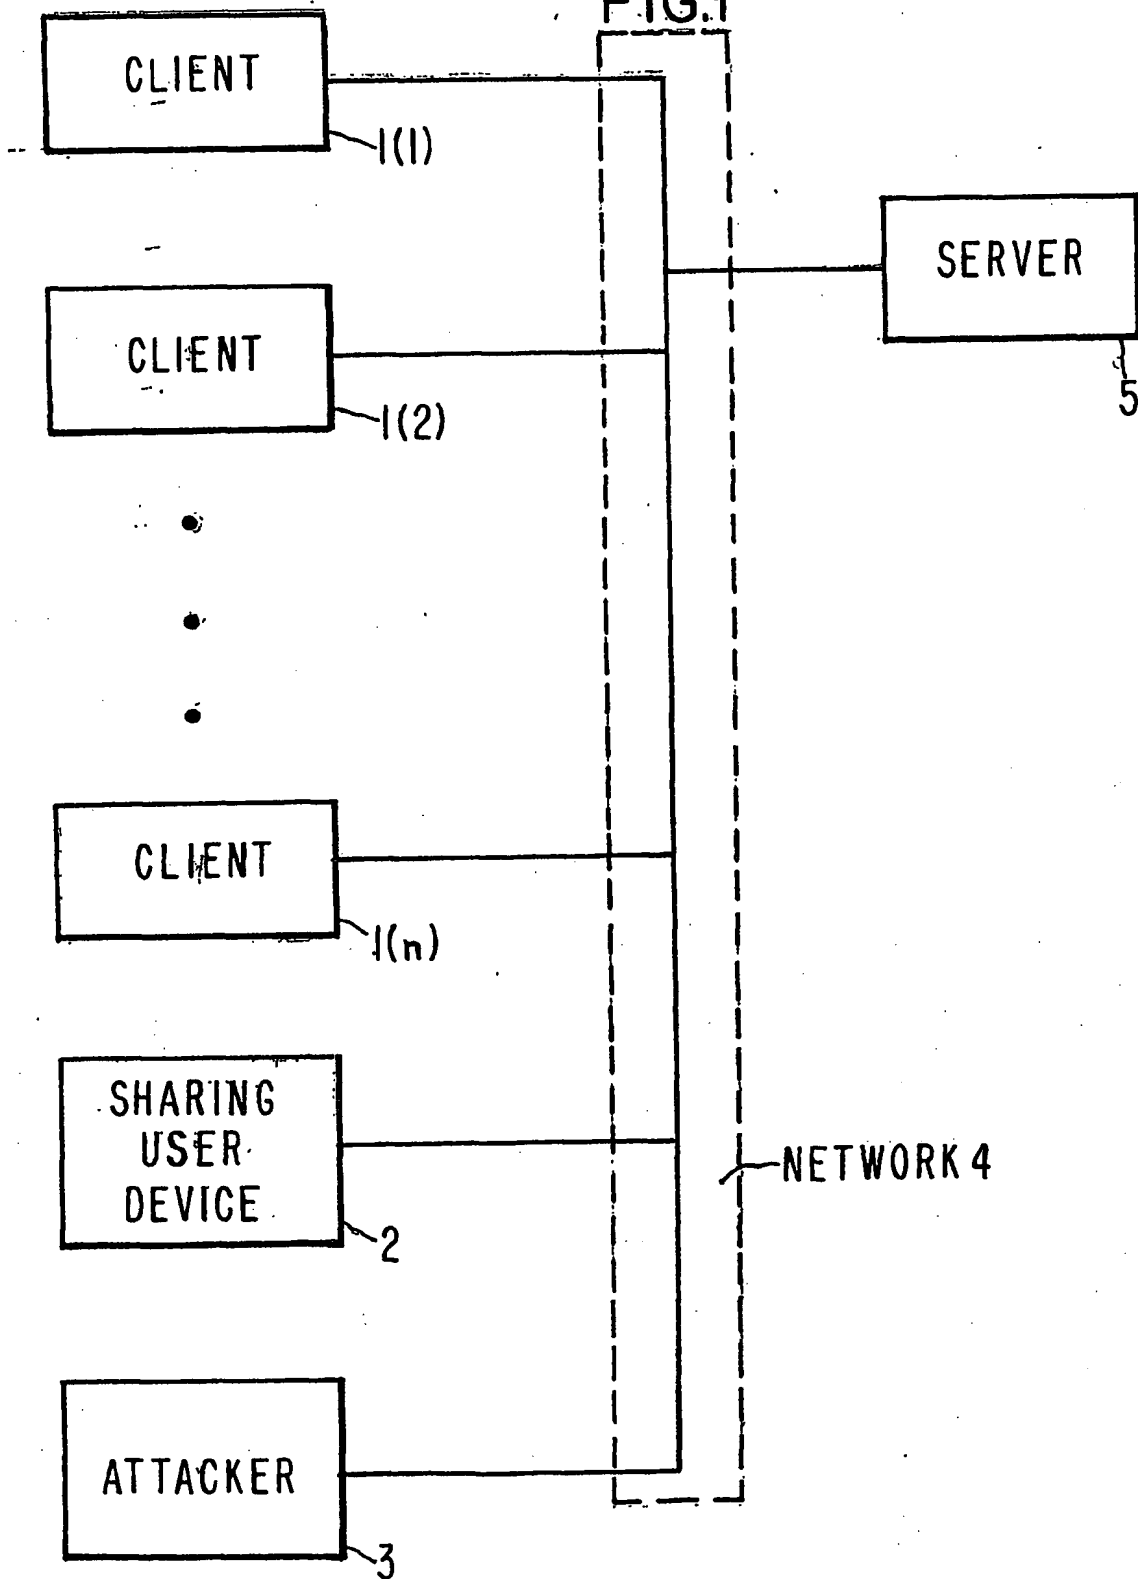 FIG.1
CLIENT
1(1)
SERVER
5
CLIENT
1(2)
CLIENT
1(n)
SHARING
USER
DEVICE
2
NETWORK 4
ATTACKER
3